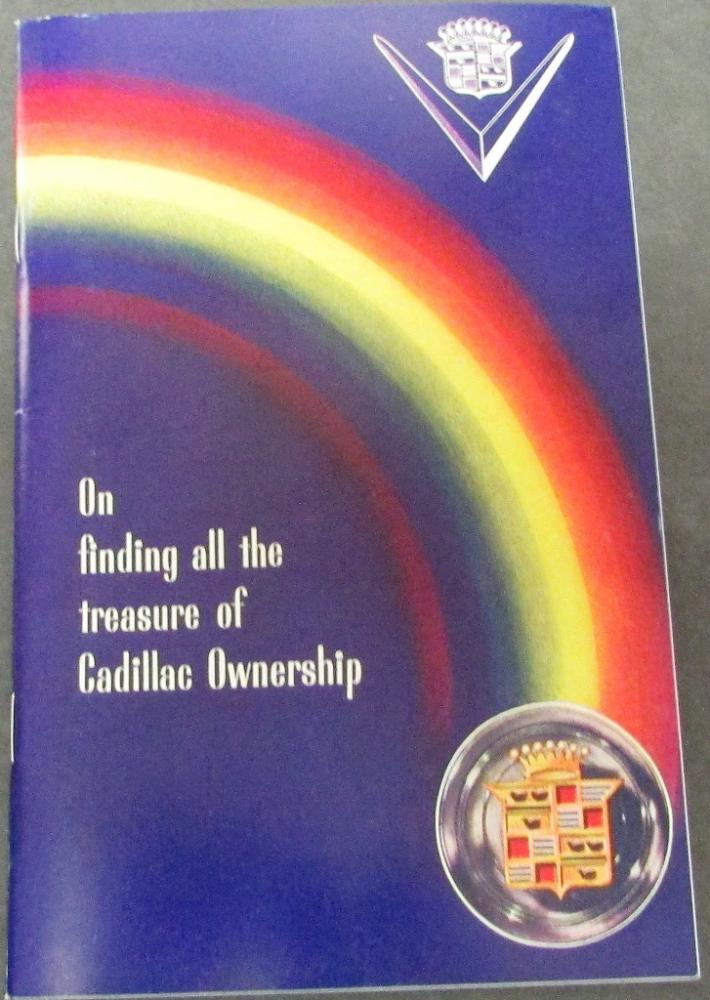 On
finding all the
treasure of
Cadillac Ownership